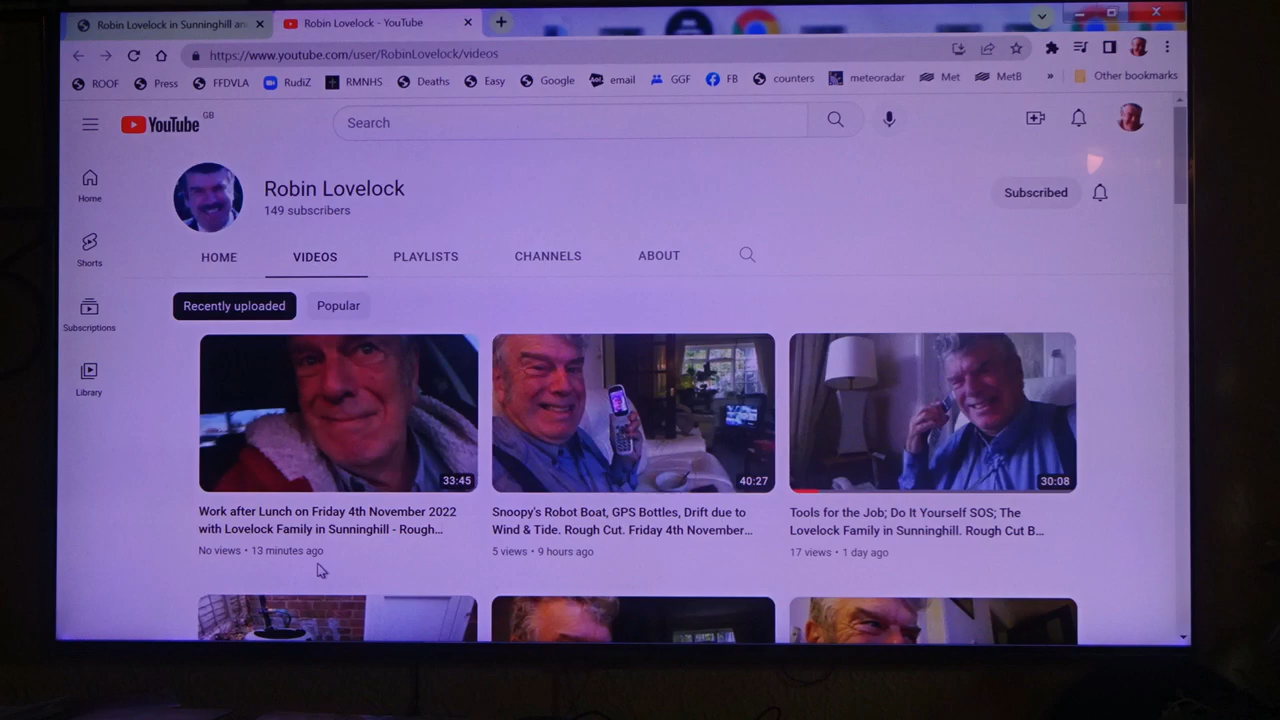 Robin Lovelock in Sunninghill an
Robin Lovelock - YouTube
https://www.youtube.com/user/RobinLovelock/videos
ROOF Press FFDVLA RudiZ RMNHS Deaths Easy Google email GGF FB counters meteoradar Met MetB » Other bookmarks
YouTube GB
Search
Home
Shorts
Subscriptions
Library
Robin Lovelock
149 subscribers
Subscribed
HOME VIDEOS PLAYLISTS CHANNELS ABOUT
Recently uploaded Popular
33:45
40:27
30:08
Work after Lunch on Friday 4th November 2022
with Lovelock Family in Sunninghill - Rough...
No views • 13 minutes ago
Snoopy's Robot Boat, GPS Bottles, Drift due to
Wind & Tide. Rough Cut. Friday 4th November...
5 views • 9 hours ago
Tools for the Job; Do It Yourself SOS; The
Lovelock Family in Sunninghill. Rough Cut B...
17 views • 1 day ago